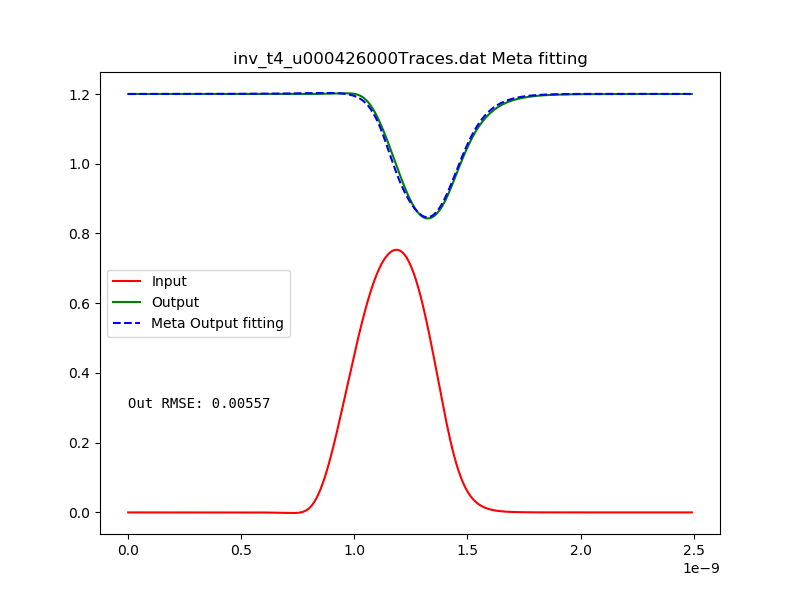 inv_t4_u000426000Traces.dat Meta fitting
1.2
1.0
0.8
0.6
0.4
0.2
0.0
Input
Output
Meta Output fitting
Out RMSE: 0.00557
0.0 0.5 1.0 1.5 2.0 2.5
1e−9